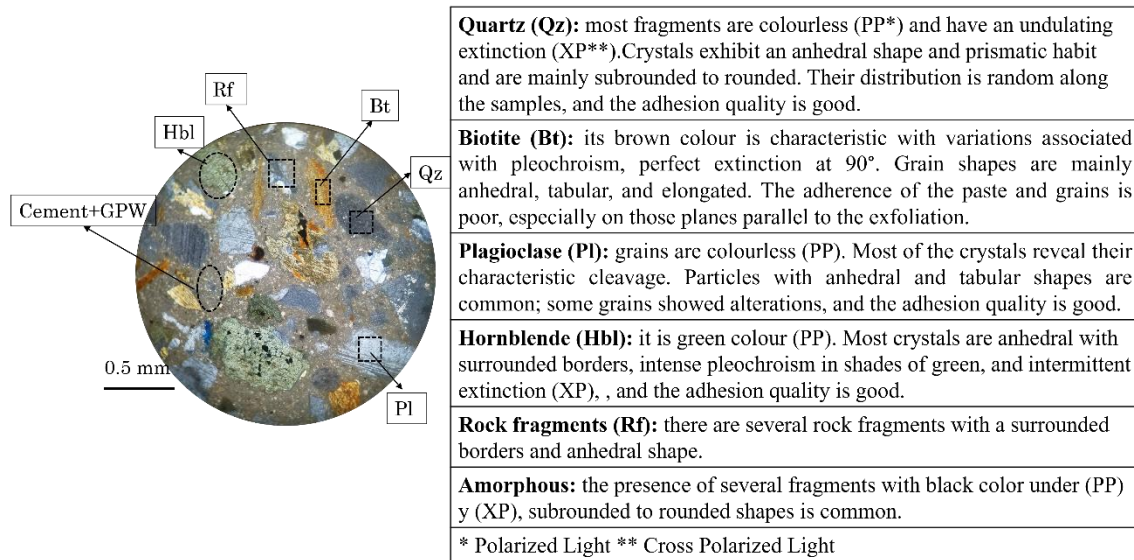 Rf
Bt
Hbl
Qz
Cement+GPW
0.5 mm
Pl
Quartz (Qz): most fragments are colourless (PP*) and have an undulating
extinction (XP**).Crystals exhibit an anhedral shape and prismatic habit
and are mainly subrounded to rounded. Their distribution is random along
the samples, and the adhesion quality is good.
Biotite (Bt): its brown colour is characteristic with variations associated
with pleochroism, perfect extinction at 90°. Grain shapes are mainly
anhedral, tabular, and elongated. The adherence of the paste and grains is
poor, especially on those planes parallel to the exfoliation.
Plagioclase (Pl): grains are colourless (PP). Most of the crystals reveal their
characteristic cleavage. Particles with anhedral and tabular shapes are
common; some grains showed alterations, and the adhesion quality is good.
Hornblende (Hbl): it is green colour (PP). Most crystals are anhedral with
surrounded borders, intense pleochroism in shades of green, and intermittent
extinction (XP), , and the adhesion quality is good.
Rock fragments (Rf): there are several rock fragments with a surrounded
borders and anhedral shape.
Amorphous: the presence of several fragments with black color under (PP)
y (XP), subrounded to rounded shapes is common.
* Polarized Light ** Cross Polarized Light